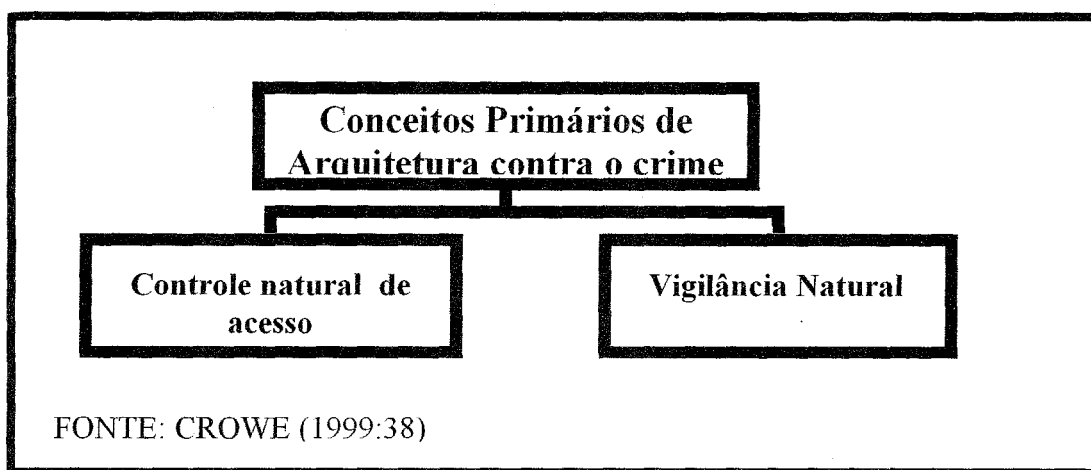 Conceitos Primários de
Arquitetura contra o crime
Controle natural de
acesso
Vigilância Natural
FONTE: CROWE (1999:38)